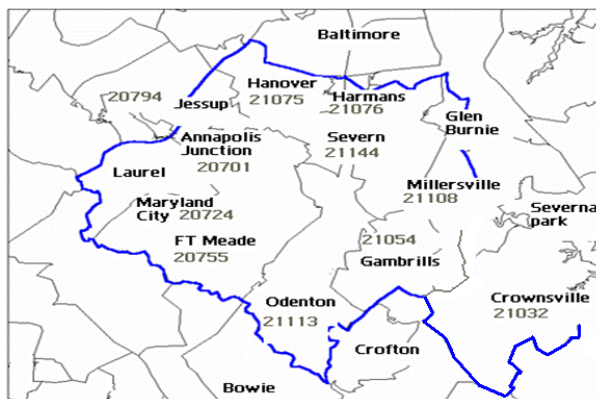 Baltimore
Hanover
21075
20794
Jessup
Harmans
21076
Glen
Burnie
Annapolis
Junction
20701
Severn
21144
Laurel
Millersville
21108
Maryland
City 20724
Severna
park
FT Meade
20755
21054
Gambrills
Odenton
21113
Crownsville
21032
Crofton
Bowie